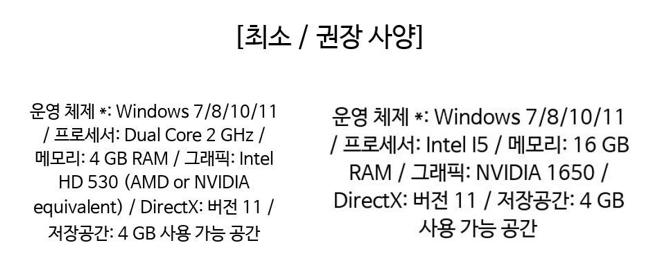 [최소 / 권장 사양]
운영 체제 *: Windows 7/8/10/11
/ 프로세서: Dual Core 2 GHz /
메모리: 4 GB RAM / 그래픽: Intel
HD 530 (AMD or NVIDIA
equivalent) / DirectX: 버전 11 /
저장공간: 4 GB 사용 가능 공간
운영 체제 *: Windows 7/8/10/11
/ 프로세서: Intel I5 / 메모리: 16 GB
RAM / 그래픽: NVIDIA 1650 /
DirectX: 버전 11 / 저장공간: 4 GB
사용 가능 공간